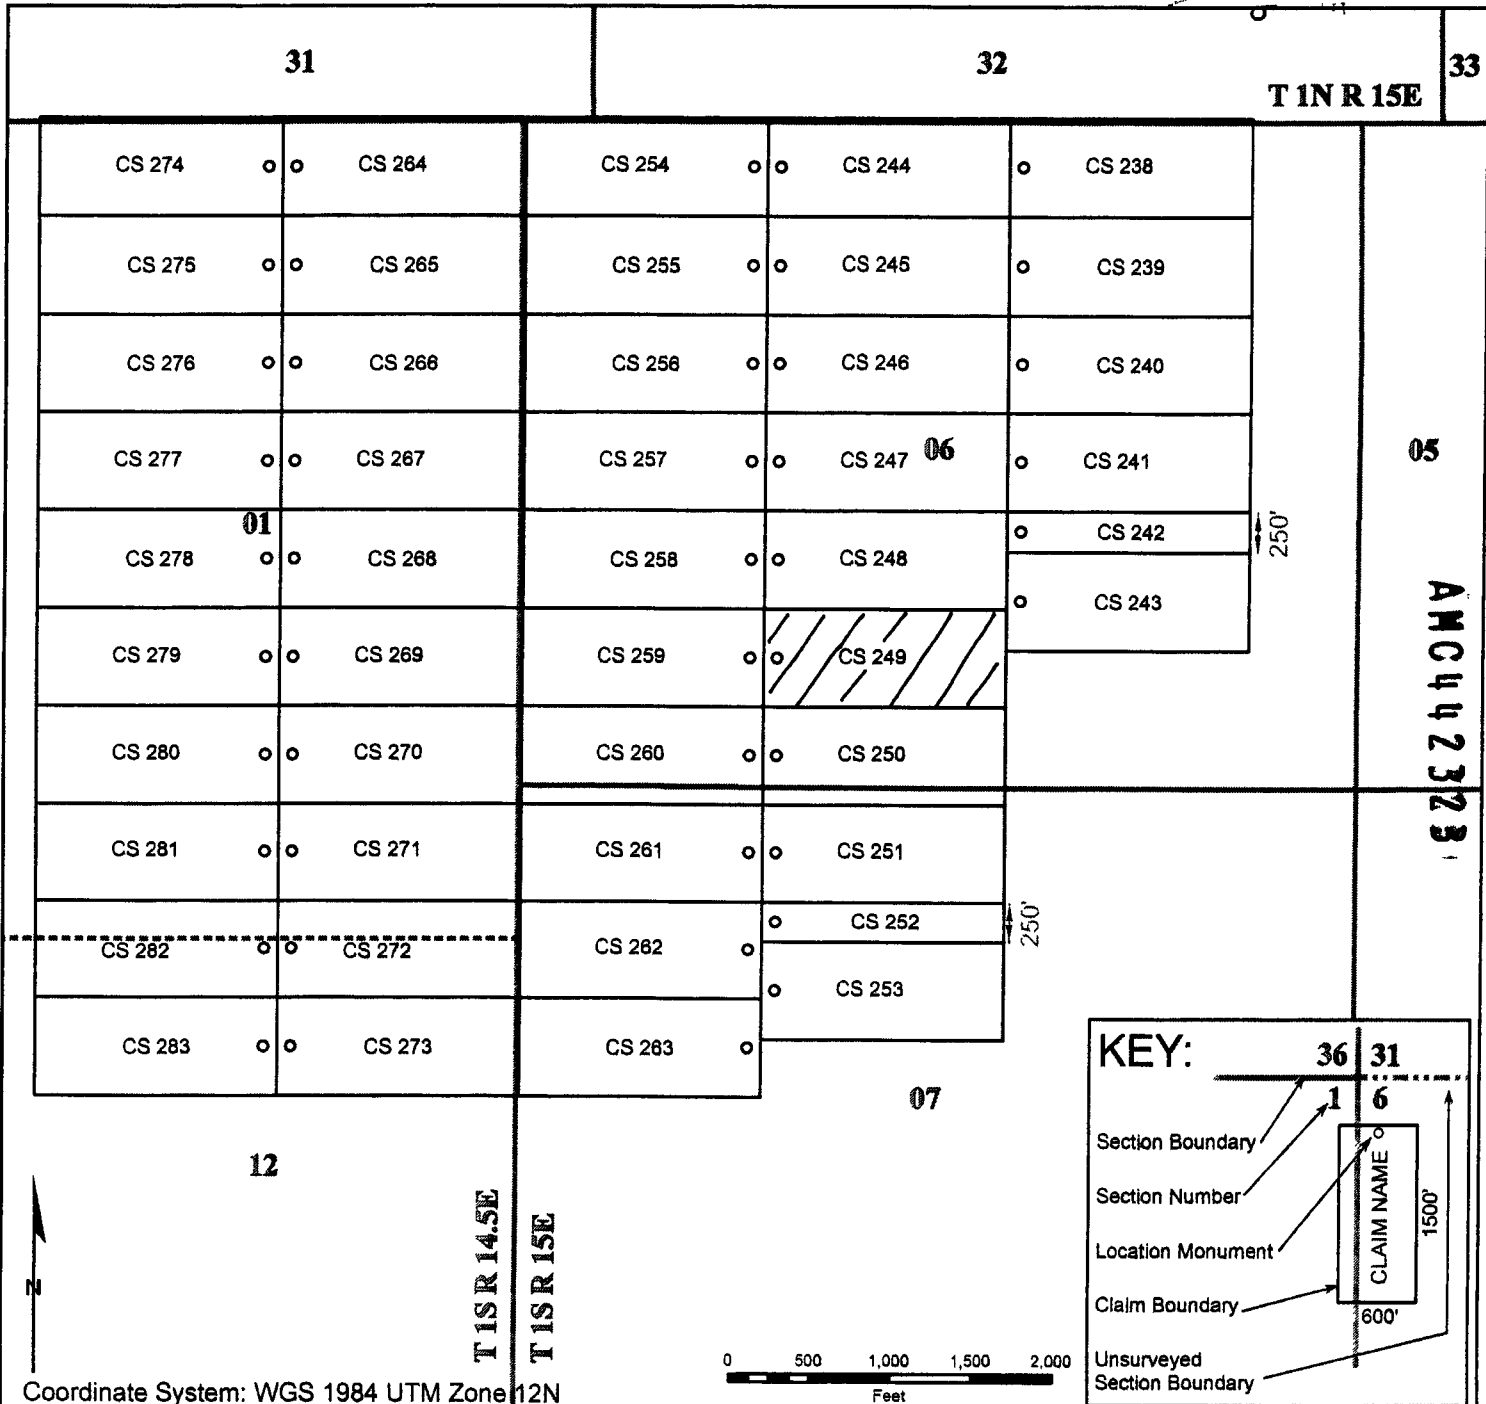 31
32
33
T 1N R 15E
CS 274
CS 264
CS 254
CS 244
CS 238
CS 275
CS 265
CS 255
CS 245
CS 239
CS 276
CS 266
CS 256
CS 246
CS 240
CS 277
CS 267
CS 257
CS 247
06
CS 241
05
01
CS 278
CS 268
CS 258
CS 248
CS 242
250'
CS 243
CS 279
CS 269
CS 259
CS 249
AMC442323
CS 280
CS 270
CS 260
CS 250
CS 281
CS 271
CS 261
CS 251
CS 282
CS 272
CS 262
CS 252
250'
CS 253
CS 283
CS 273
CS 263
07
12
T 1S R 14.5E
T 1S R 15E
N
KEY:
36 31
1 6
Section Boundary
Section Number
Location Monument
Claim Boundary
Unsurveyed
Section Boundary
CLAIM NAME
1500'
600'
0 500 1,000 1,500 2,000
Feet
Coordinate System: WGS 1984 UTM Zone 12N